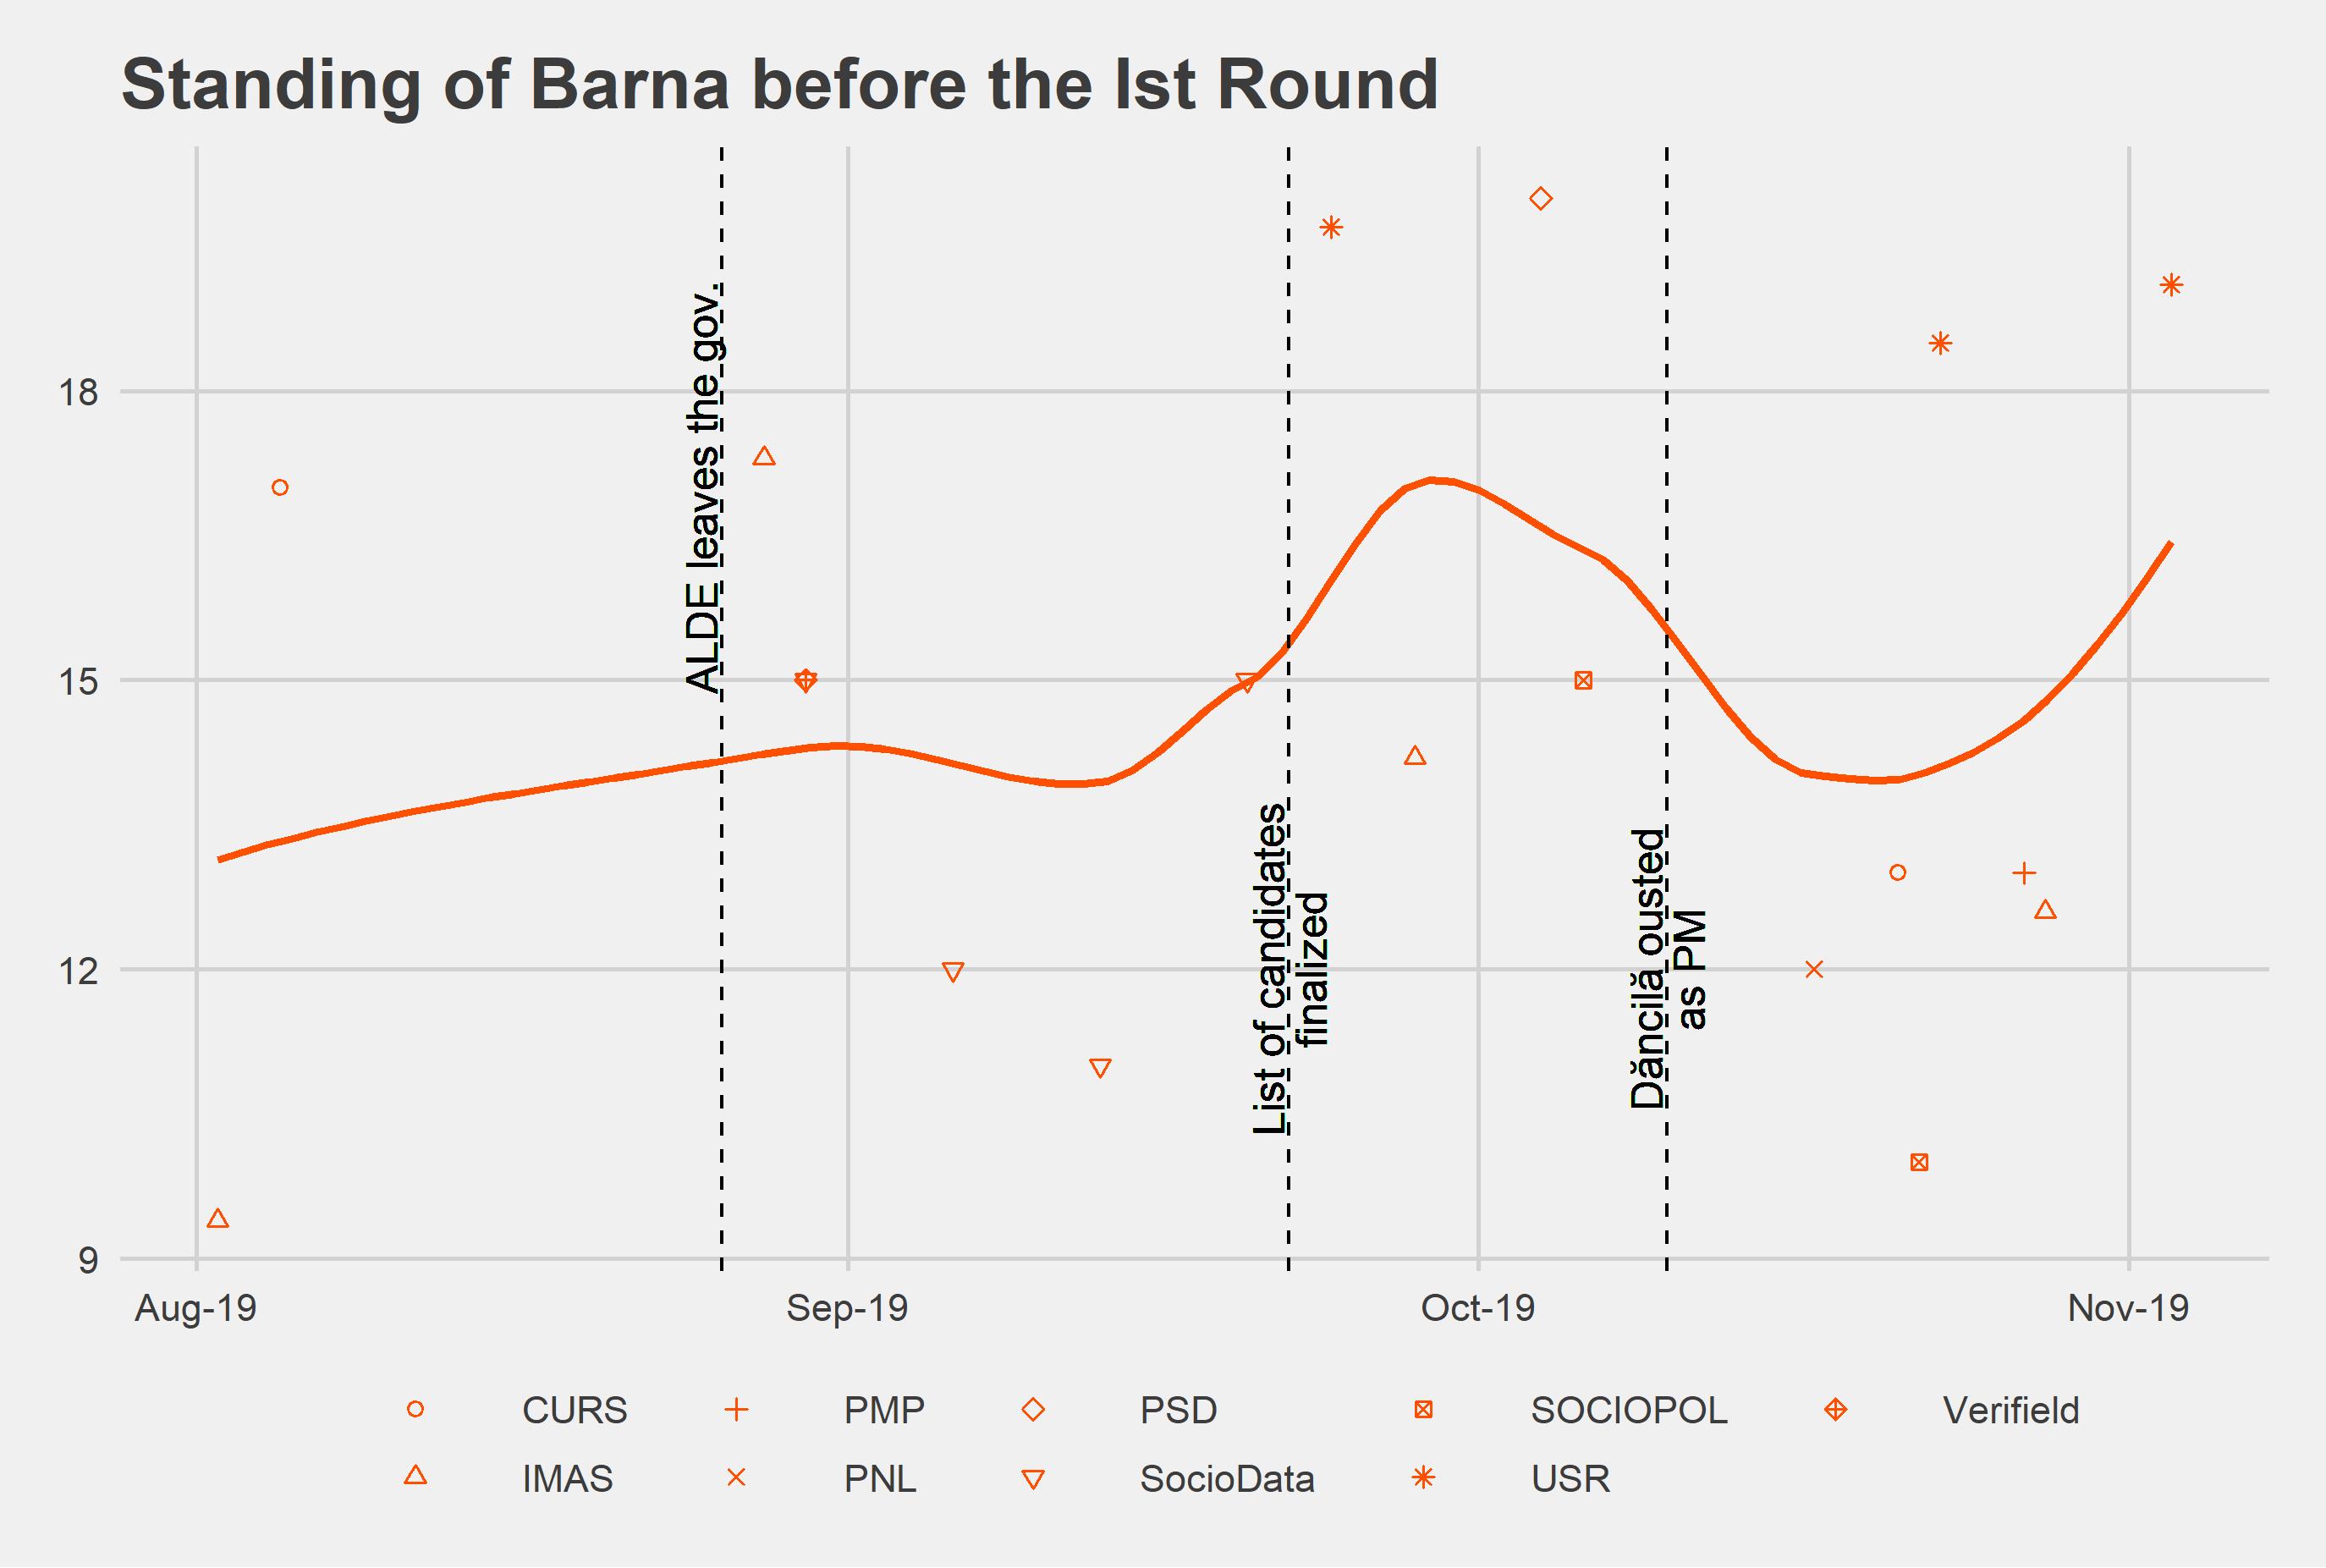 Standing of Barna before the Ist Round
18
15
12
9
ALDE leaves the gov.
List of candidates
finalized
Dăncilă ousted
as PM
Aug-19
Sep-19
Oct-19
Nov-19
CURS
PMP
PSD
SOCIOPOL
Verifield
IMAS
PNL
SocioData
USR